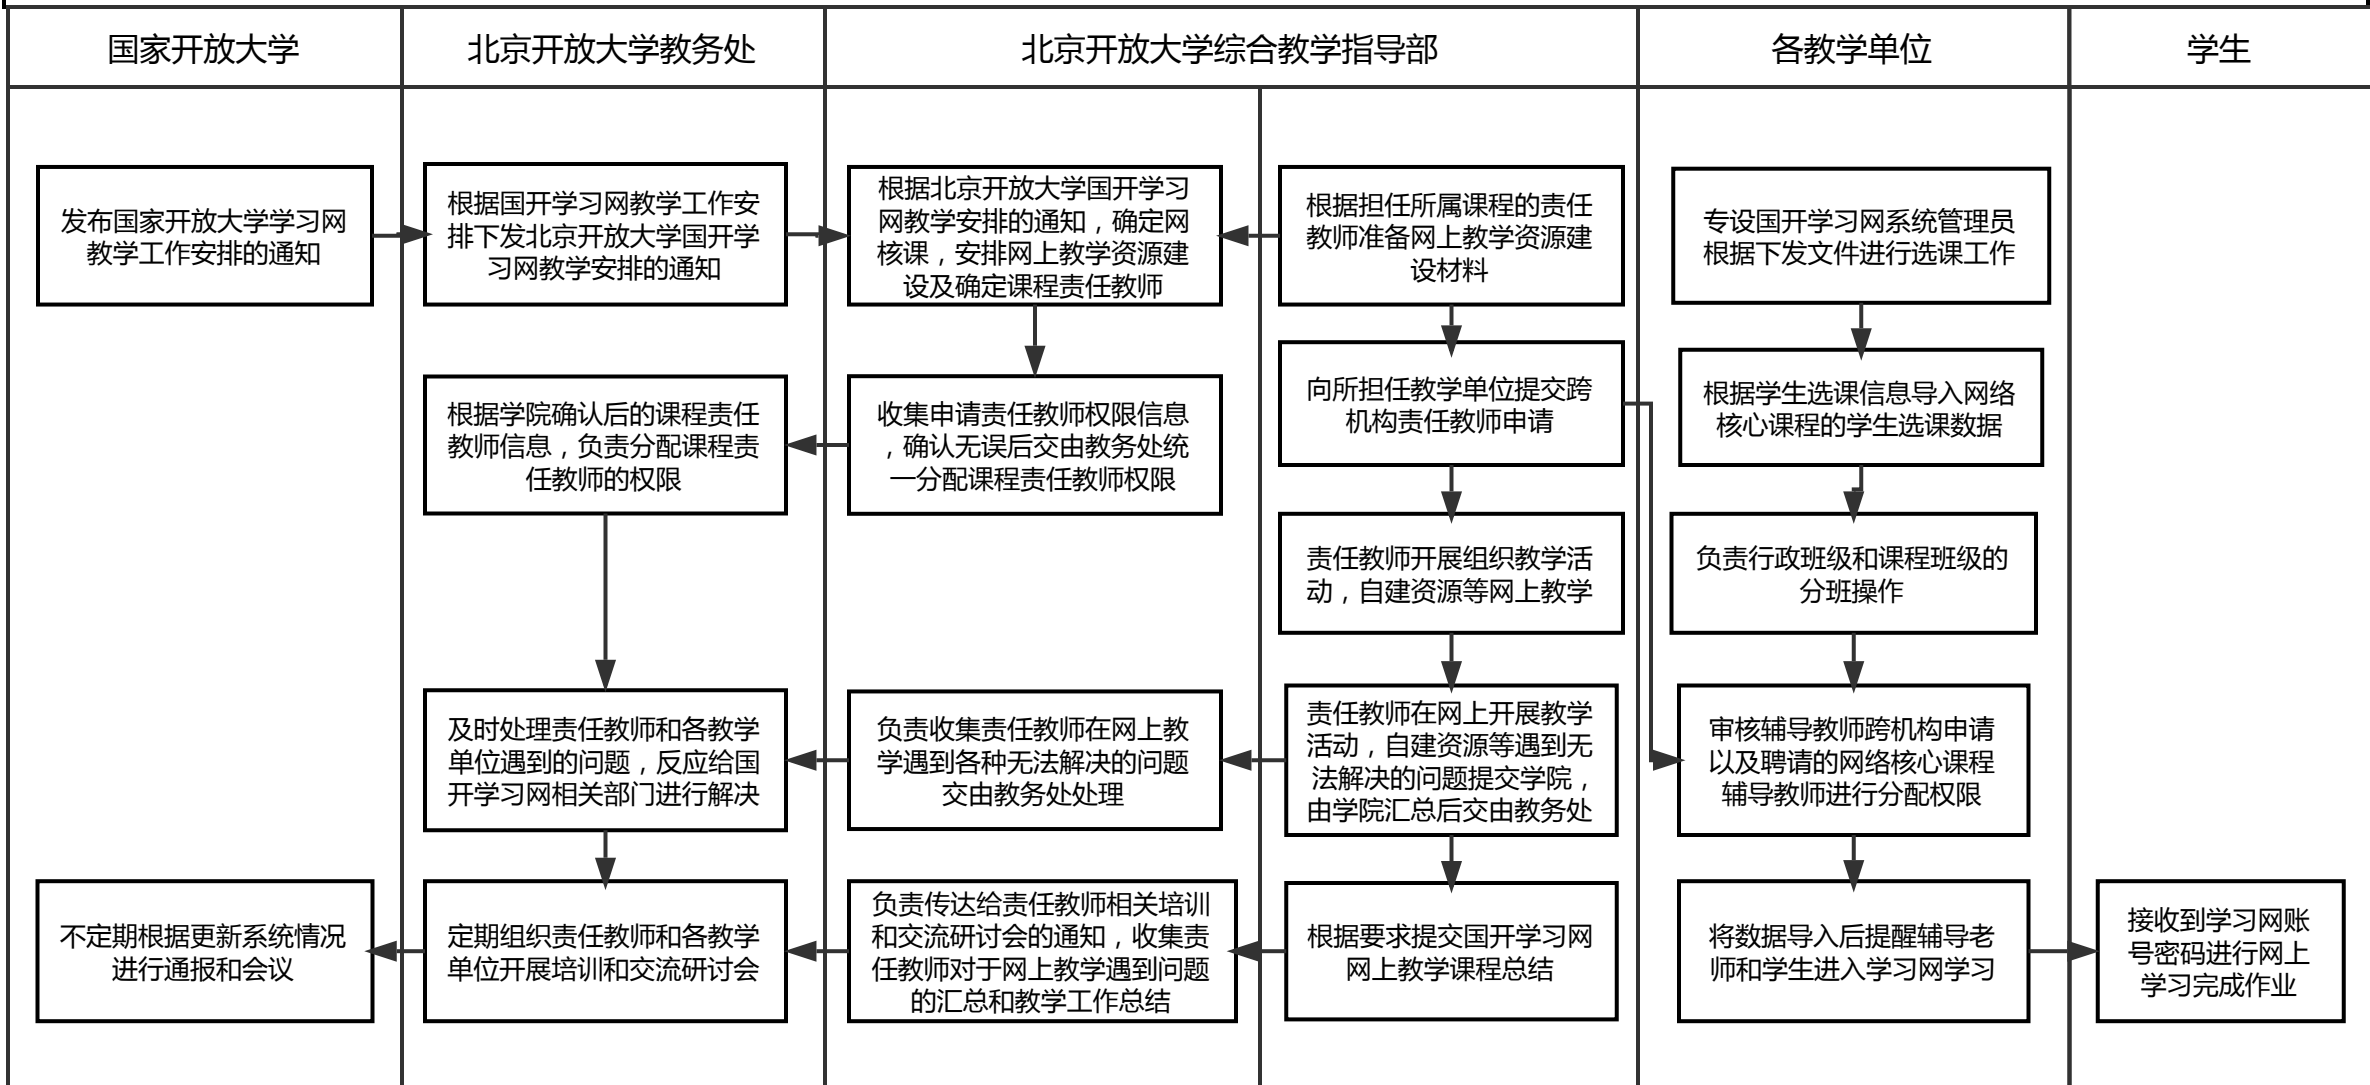 国家开放大学
北京开放大学教务处
北京开放大学综合教学指导部
各教学单位
学生
发布国家开放大学学习网
教学工作安排的通知
根据国开学习网教学工作安
排下发北京开放大学国开学
习网教学安排的通知
根据北京开放大学国开学习
网教学安排的通知，确定网
核课，安排网上教学资源建
设及确定课程责任教师
根据担任所属课程的责任
教师准备网上教学资源建
设材料
专设国开学习网系统管理员
根据下发文件进行选课工作
根据学院确认后的课程责任
教师信息，负责分配课程责
任教师的权限
收集申请责任教师权限信息
，确认无误后交由教务处统
一分配课程责任教师权限
向所担任教学单位提交跨
机构责任教师申请
根据学生选课信息导入网络
核心课程的学生选课数据
责任教师开展组织教学活
动，自建资源等网上教学
负责行政班级和课程班级的
分班操作
及时处理责任教师和各教学
单位遇到的问题，反应给国
开学习网相关部门进行解决
负责收集责任教师在网上教
学遇到各种无法解决的问题
交由教务处处理
责任教师在网上开展教学
活动，自建资源等遇到无
法解决的问题提交学院，
由学院汇总后交由教务处
审核辅导教师跨机构申请
以及聘请的网络核心课程
辅导教师进行分配权限
不定期根据更新系统情况
进行通报和会议
定期组织责任教师和各教学
单位开展培训和交流研讨会
负责传达给责任教师相关培训
和交流研讨会的通知，收集责
任教师对于网上教学遇到问题
的汇总和教学工作总结
根据要求提交国开学习网
网上教学课程总结
将数据导入后提醒辅导老
师和学生进入学习网学习
接收到学习网账
号密码进行网上
学习完成作业